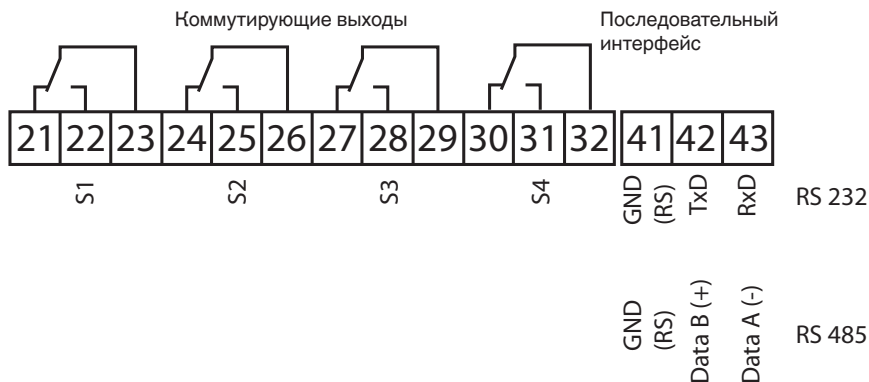 Коммутирующие выходы
Последовательный
интерфейс
21 22 23 24 25 26 27 28 29 30 31 32 41 42 43
S1 S2 S3 S4
GND
(RS)
TxD
RxD
RS 232
GND
(RS)
Data B (+)
Data A (-)
RS 485